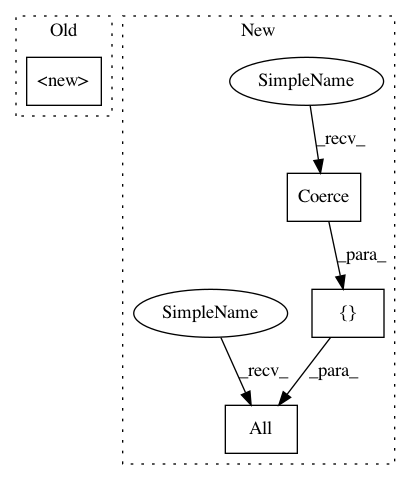 Old
New
<new>
SimpleName
_recv_
Coerce
_para_
SimpleName
{}
_recv_
_para_
All